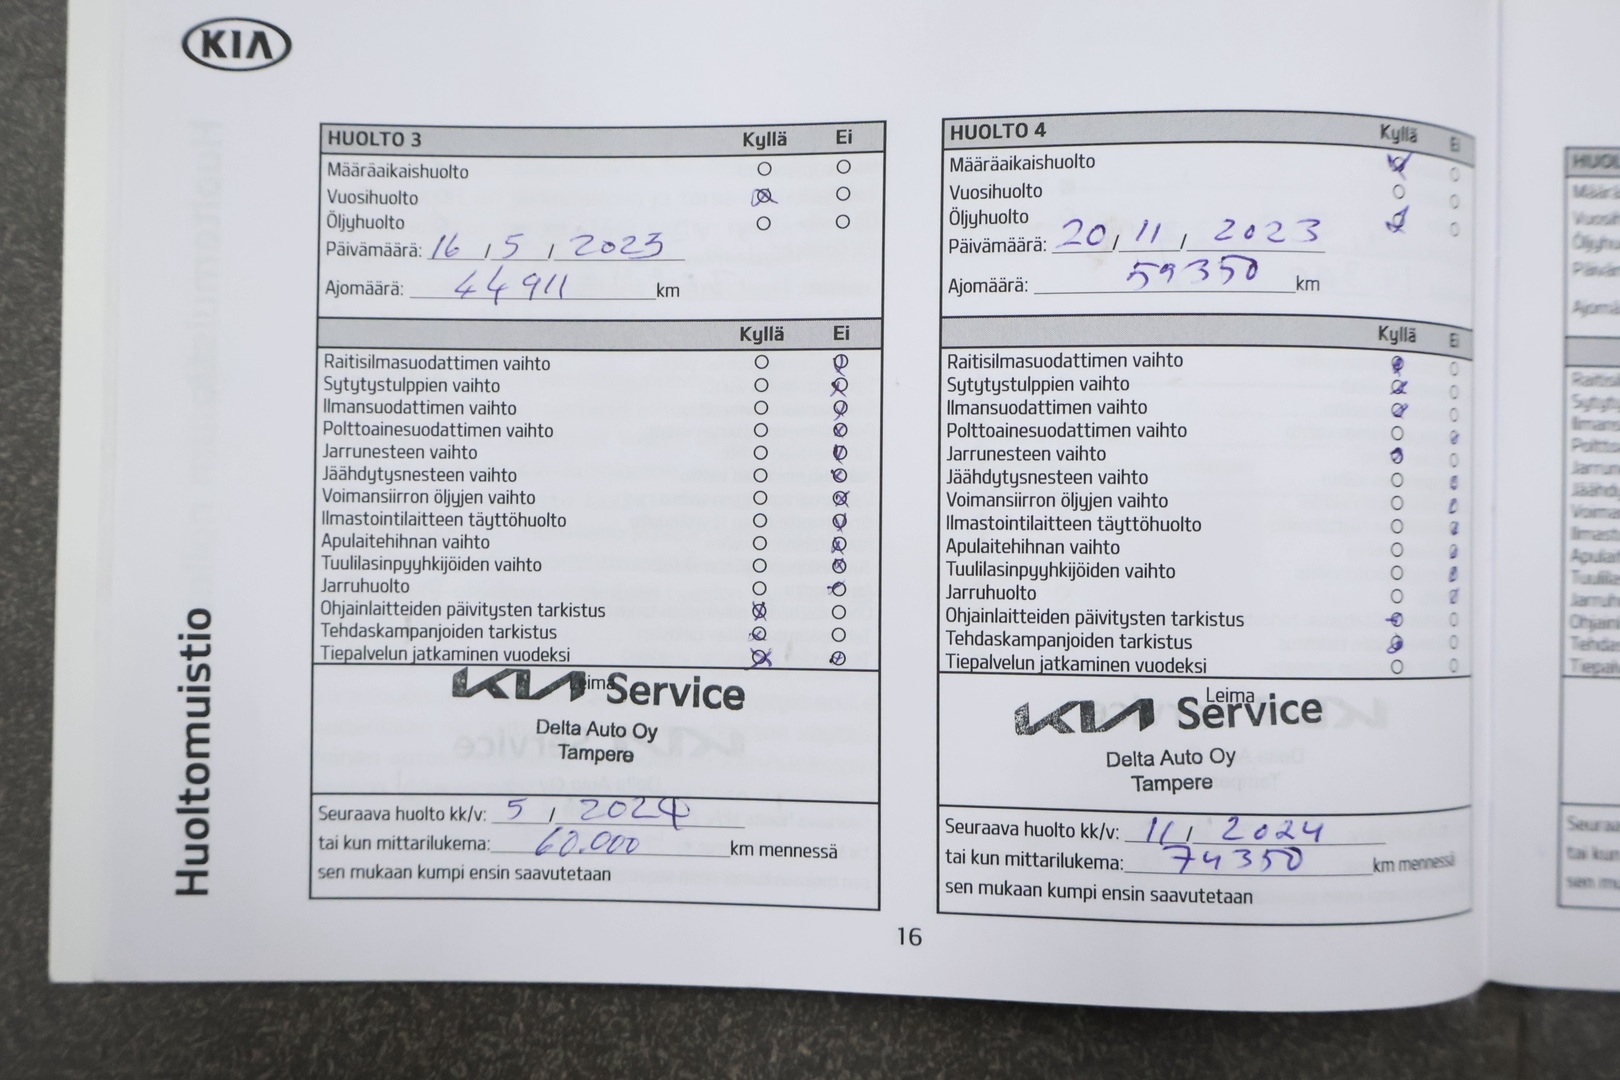 KIA
Huoltomuistio
HUOLTO 3 Kyllä Ei
Määräaikaishuolto
Vuosihuolto
Öljyhuolto
Päivämäärä: 16 / 5 / 2023
Ajomäärä: 44911 km
Kyllä Ei
Raitisilmasuodattimen vaihto
Sytytystulppien vaihto
Ilmansuodattimen vaihto
Polttoainesuodattimen vaihto
Jarrunesteen vaihto
Jäähdytysnesteen vaihto
Voimansiirron öljyjen vaihto
Ilmastointilaitteen täyttöhuolto
Apulaitehihnan vaihto
Tuulilasinpyyhkijöiden vaihto
Jarruhuolto
Ohjainlaitteiden päivitysten tarkistus
Tehdaskampanjoiden tarkistus
Tiepalvelun jatkaminen vuodeksi
Leima
KIA Service
Delta Auto Oy
Tampere
Seuraava huolto kk/v: 5 / 2024
tai kun mittarilukema: 60.000 km mennessä
sen mukaan kumpi ensin saavutetaan
HUOLTO 4 Kyllä Ei
Määräaikaishuolto
Vuosihuolto
Öljyhuolto
Päivämäärä: 20 / 11 / 2023
Ajomäärä: 59350 km
Kyllä Ei
Raitisilmasuodattimen vaihto
Sytytystulppien vaihto
Ilmansuodattimen vaihto
Polttoainesuodattimen vaihto
Jarrunesteen vaihto
Jäähdytysnesteen vaihto
Voimansiirron öljyjen vaihto
Ilmastointilaitteen täyttöhuolto
Apulaitehihnan vaihto
Tuulilasinpyyhkijöiden vaihto
Jarruhuolto
Ohjainlaitteiden päivitysten tarkistus
Tehdaskampanjoiden tarkistus
Tiepalvelun jatkaminen vuodeksi
Leima
KIA Service
Delta Auto Oy
Tampere
Seuraava huolto kk/v: 11 / 2024
tai kun mittarilukema: 74350 km mennessä
sen mukaan kumpi ensin saavutetaan
16